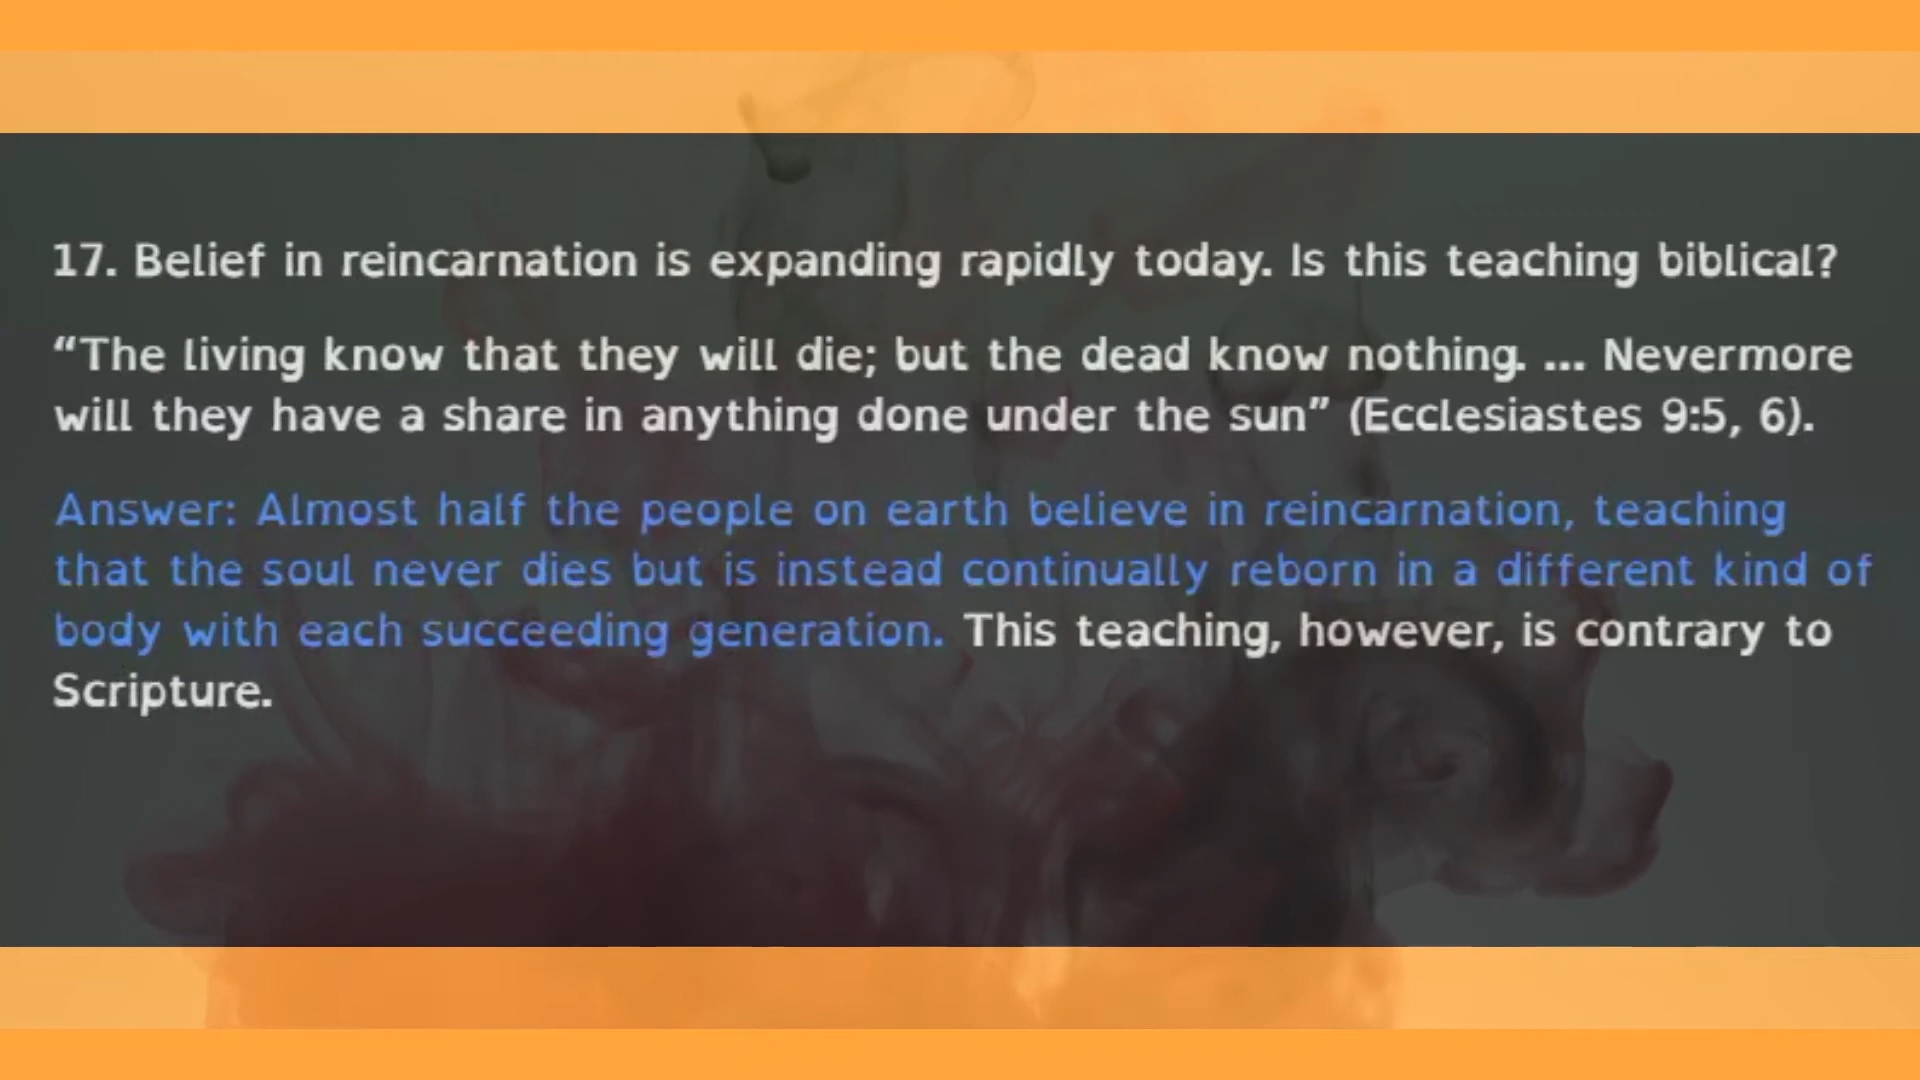 17. Belief in reincarnation is expanding rapidly today. Is this teaching biblical?
“The living know that they will die; but the dead know nothing. ... Nevermore
will they have a share in anything done under the sun” (Ecclesiastes 9:5, 6).
Answer: Almost half the people on earth believe in reincarnation, teaching
that the soul never dies but is instead continually reborn in a different kind of
body with each succeeding generation. This teaching, however, is contrary to
Scripture.